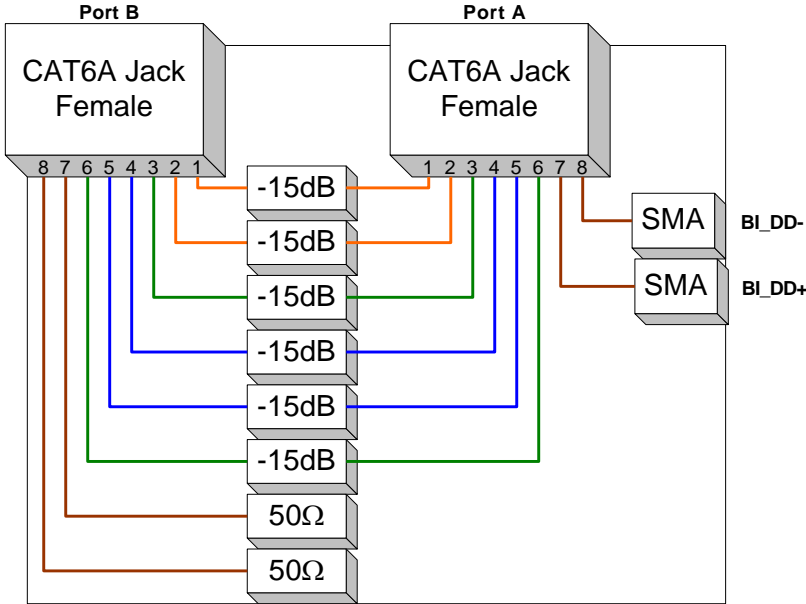 Port B
Port A
CAT6A Jack
Female
CAT6A Jack
Female
8 7 6 5 4 3 2 1
1 2 3 4 5 6 7 8
-15dB
-15dB
-15dB
-15dB
-15dB
-15dB
50Ω
50Ω
SMA
BI_DD-
SMA
BI_DD+